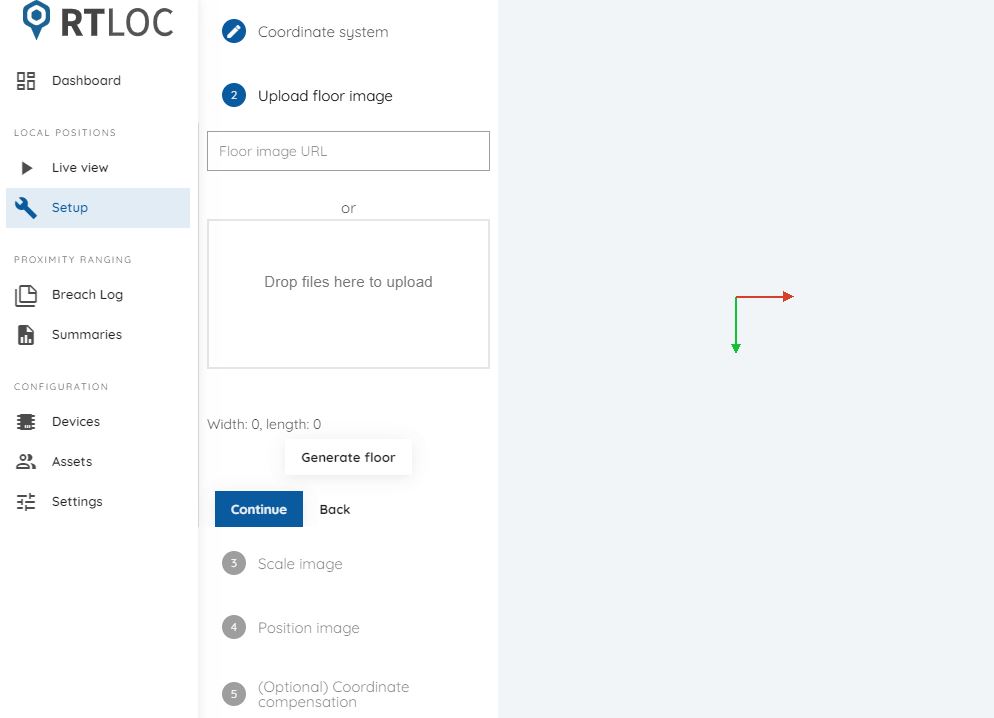 RTLOC
Dashboard
LOCAL POSITIONS
Live view
Setup
PROXIMITY RANGING
Breach Log
Summaries
CONFIGURATION
Devices
Assets
Settings
Coordinate system
2 Upload floor image
Floor image URL
or
Drop files here to upload
Width: 0, length: 0
Generate floor
Continue Back
3 Scale image
4 Position image
5 (Optional) Coordinate
compensation